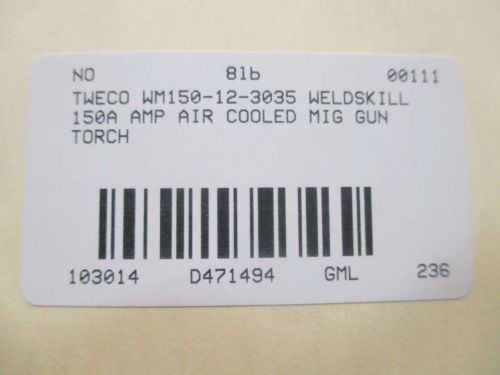 NO 8lb 00111
TWECO WM150-12-3035 WELDSKILL
150A AMP AIR COOLED MIG GUN
TORCH
103014 D471494 GML 236